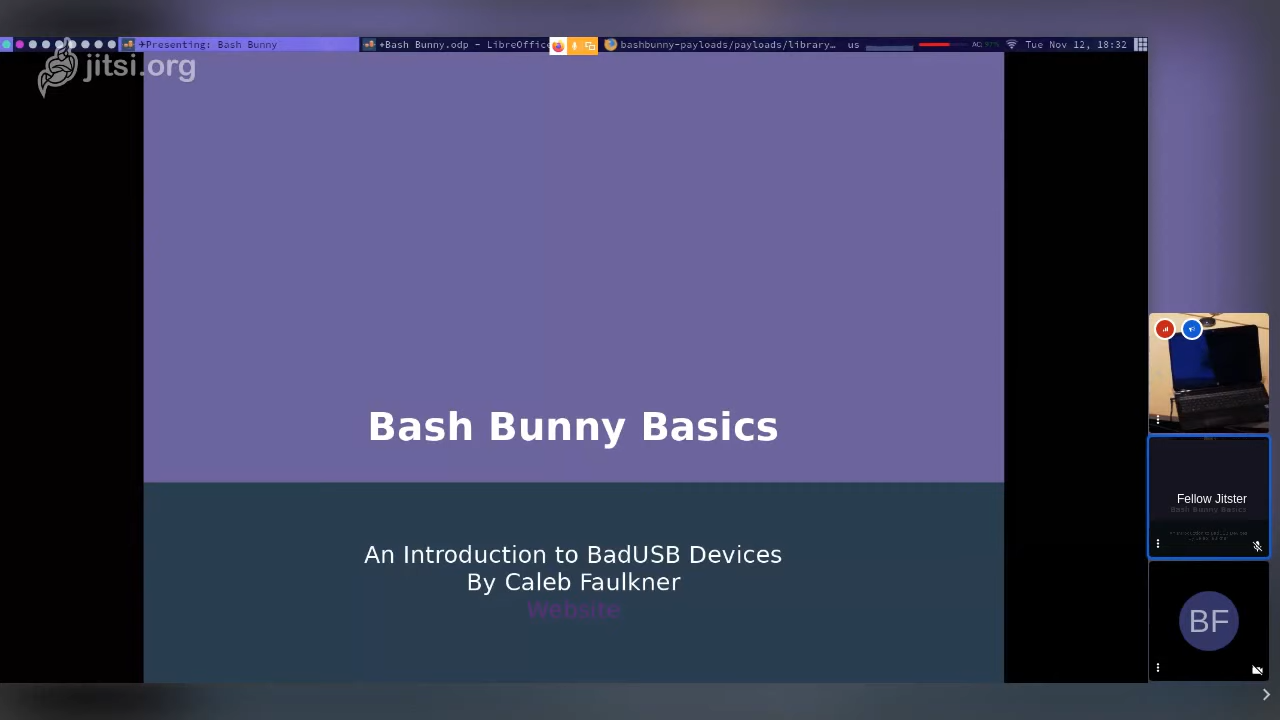 ✈Presenting: Bash Bunny
✦Bash Bunny.odp – LibreOffice
bashbunny-payloads/payloads/library…
us
AC
Tue Nov 12, 18:32
jitsi.org
Bash Bunny Basics
An Introduction to BadUSB Devices
By Caleb Faulkner
Website
Fellow Jitster
Bash Bunny Basics
BF